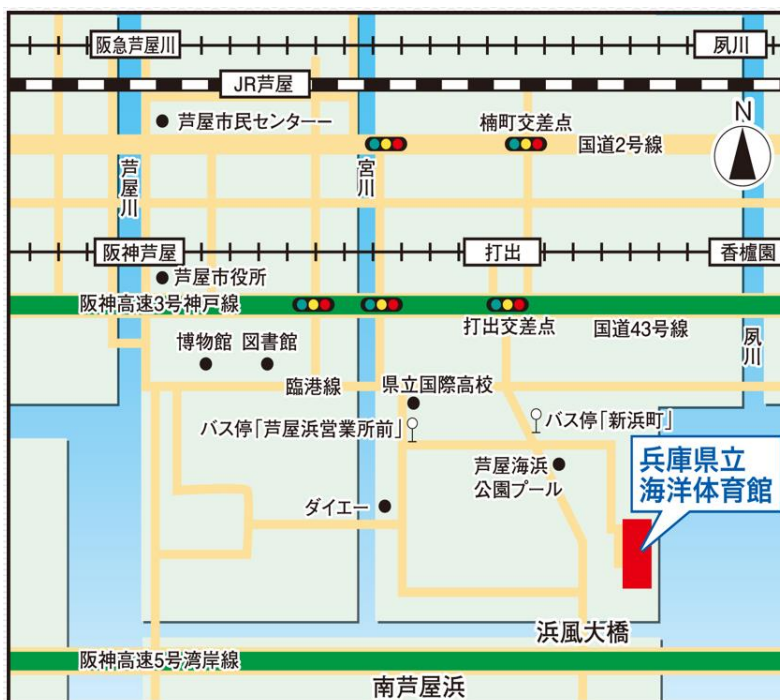 阪急芦屋川
夙川
JR芦屋
芦屋市民センターー
楠町交差点
N
国道2号線
芦屋川
宮川
阪神芦屋
打出
香櫨園
芦屋市役所
阪神高速3号神戸線
打出交差点
国道43号線
夙川
博物館
図書館
臨港線
県立国際高校
バス停「芦屋浜営業所前」
バス停「新浜町」
芦屋海浜
公園プール
兵庫県立
海洋体育館
ダイエー
浜風大橋
阪神高速5号湾岸線
南芦屋浜